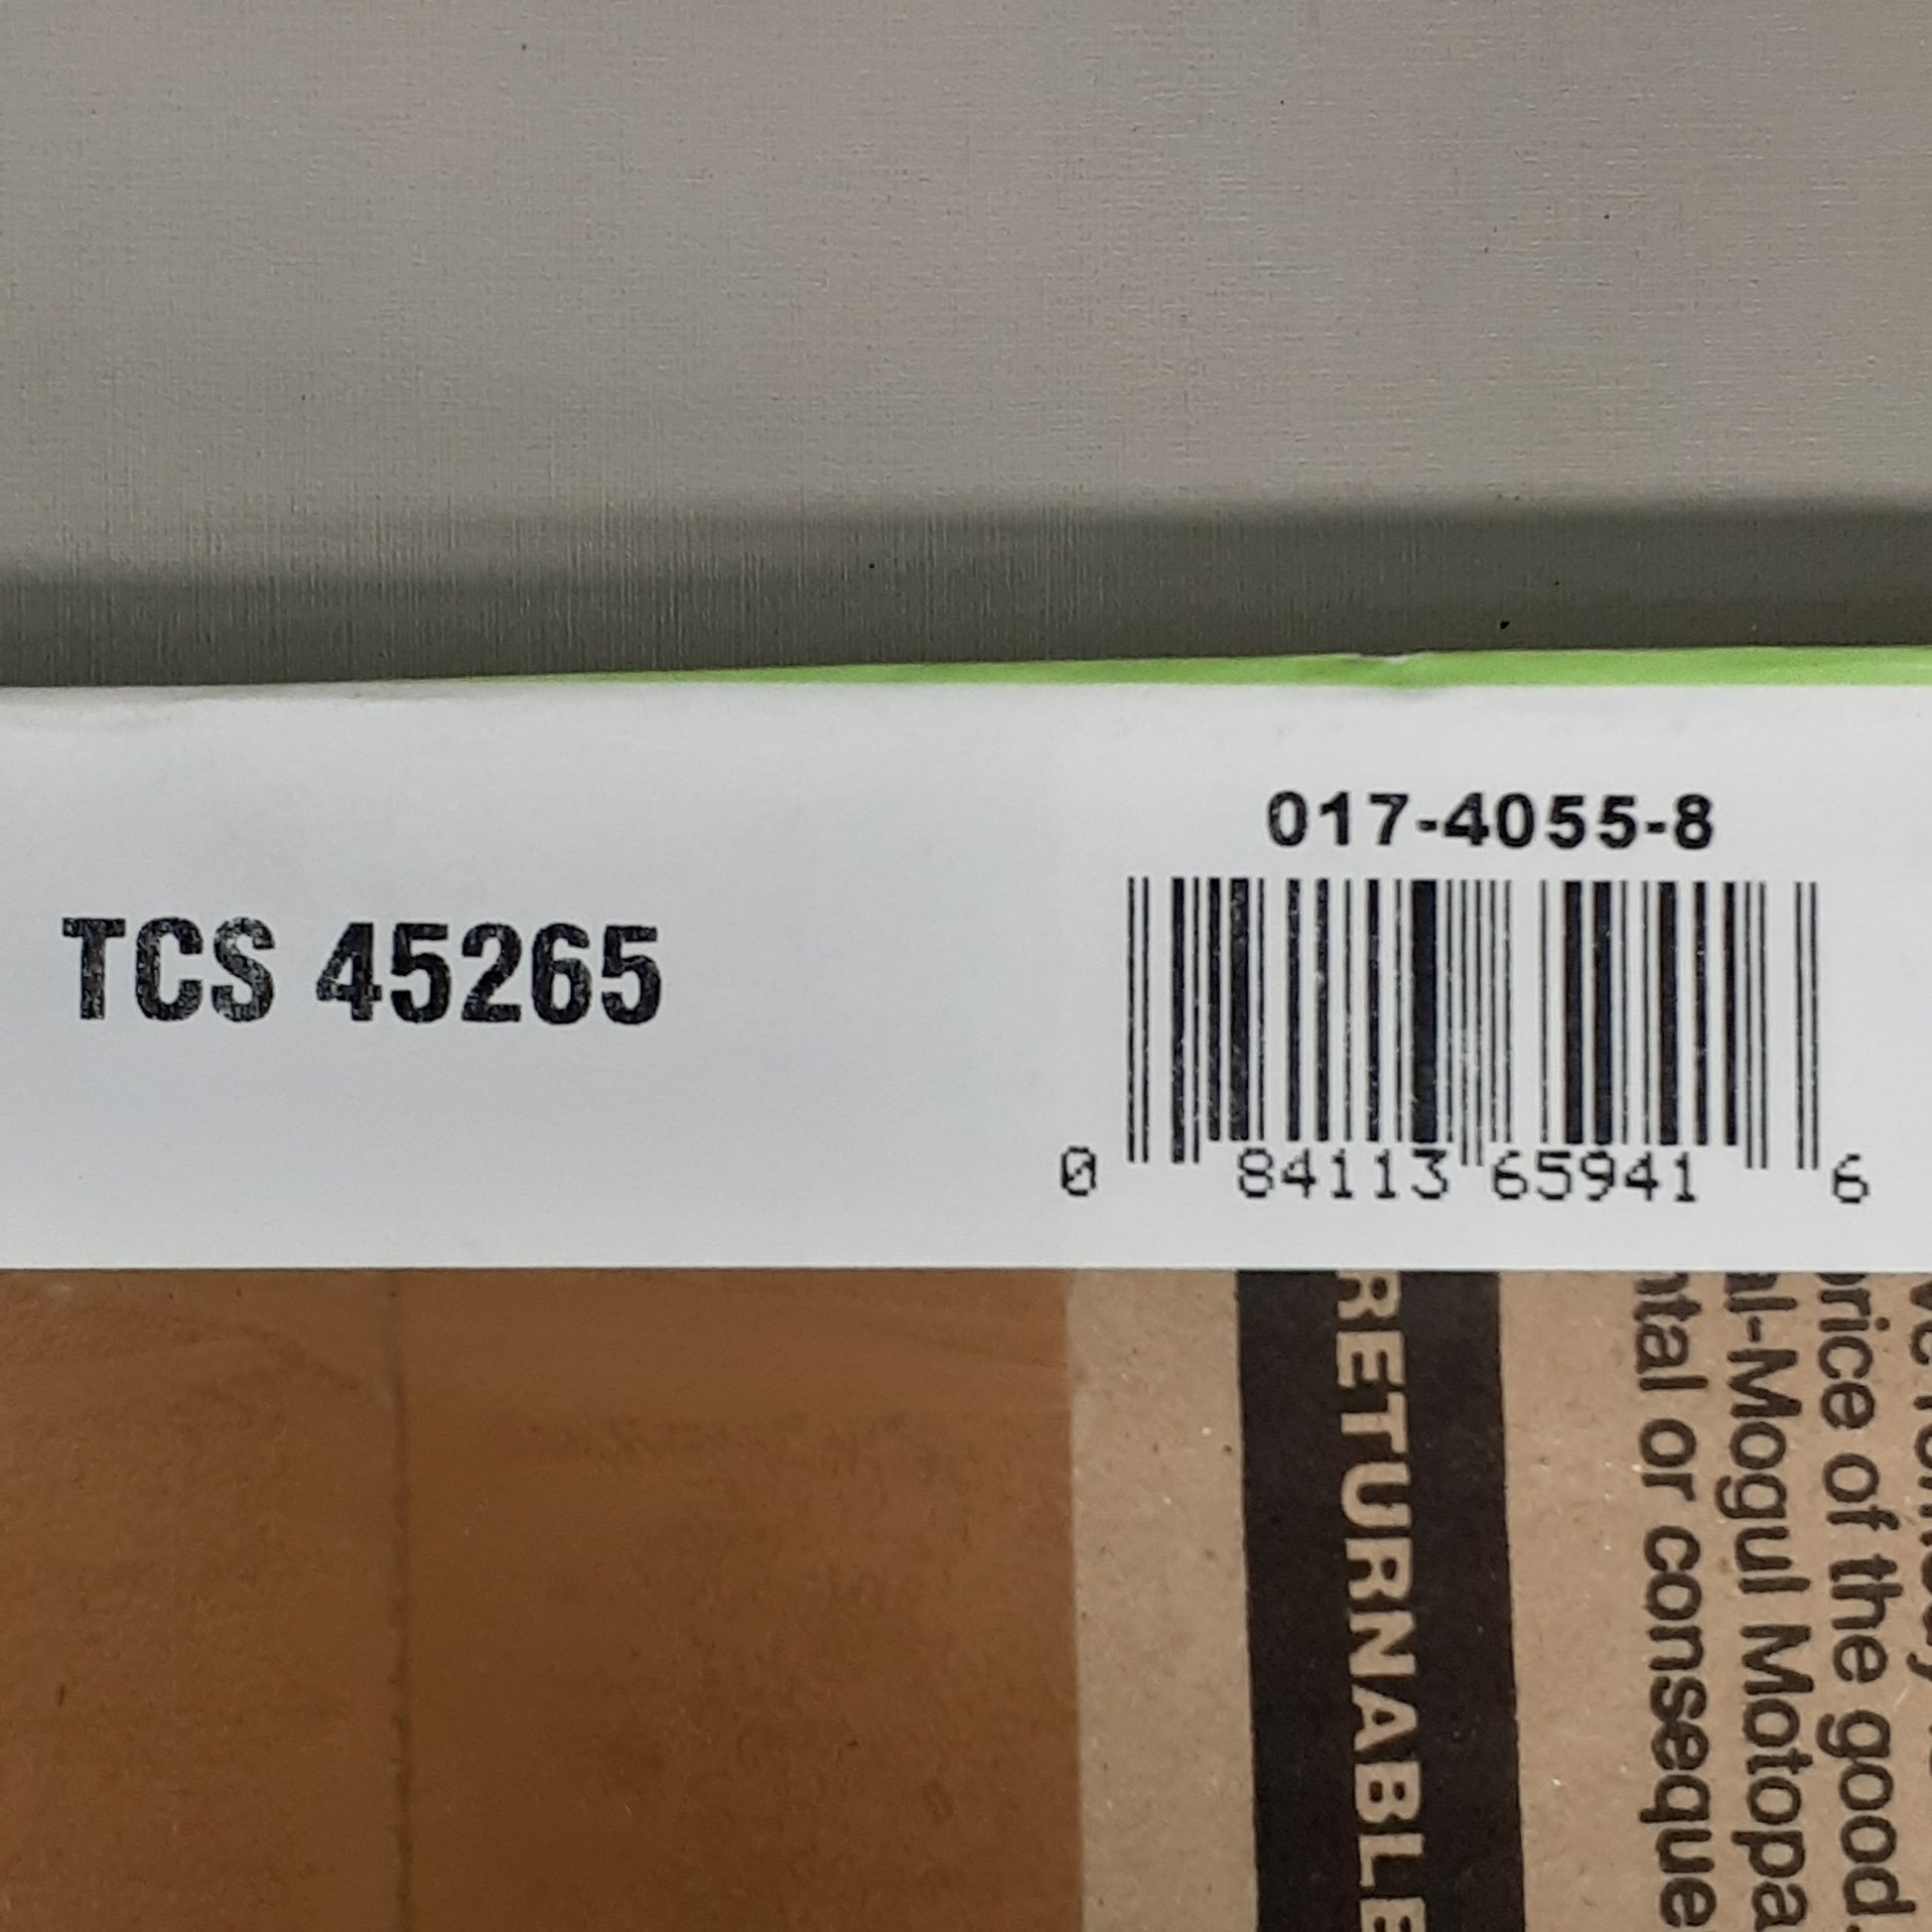 017-4055-8
TCS 45265
0 84113 65941 6
RETURNABLE
price of the good
al-Mogul Motopa
ntal or conseque